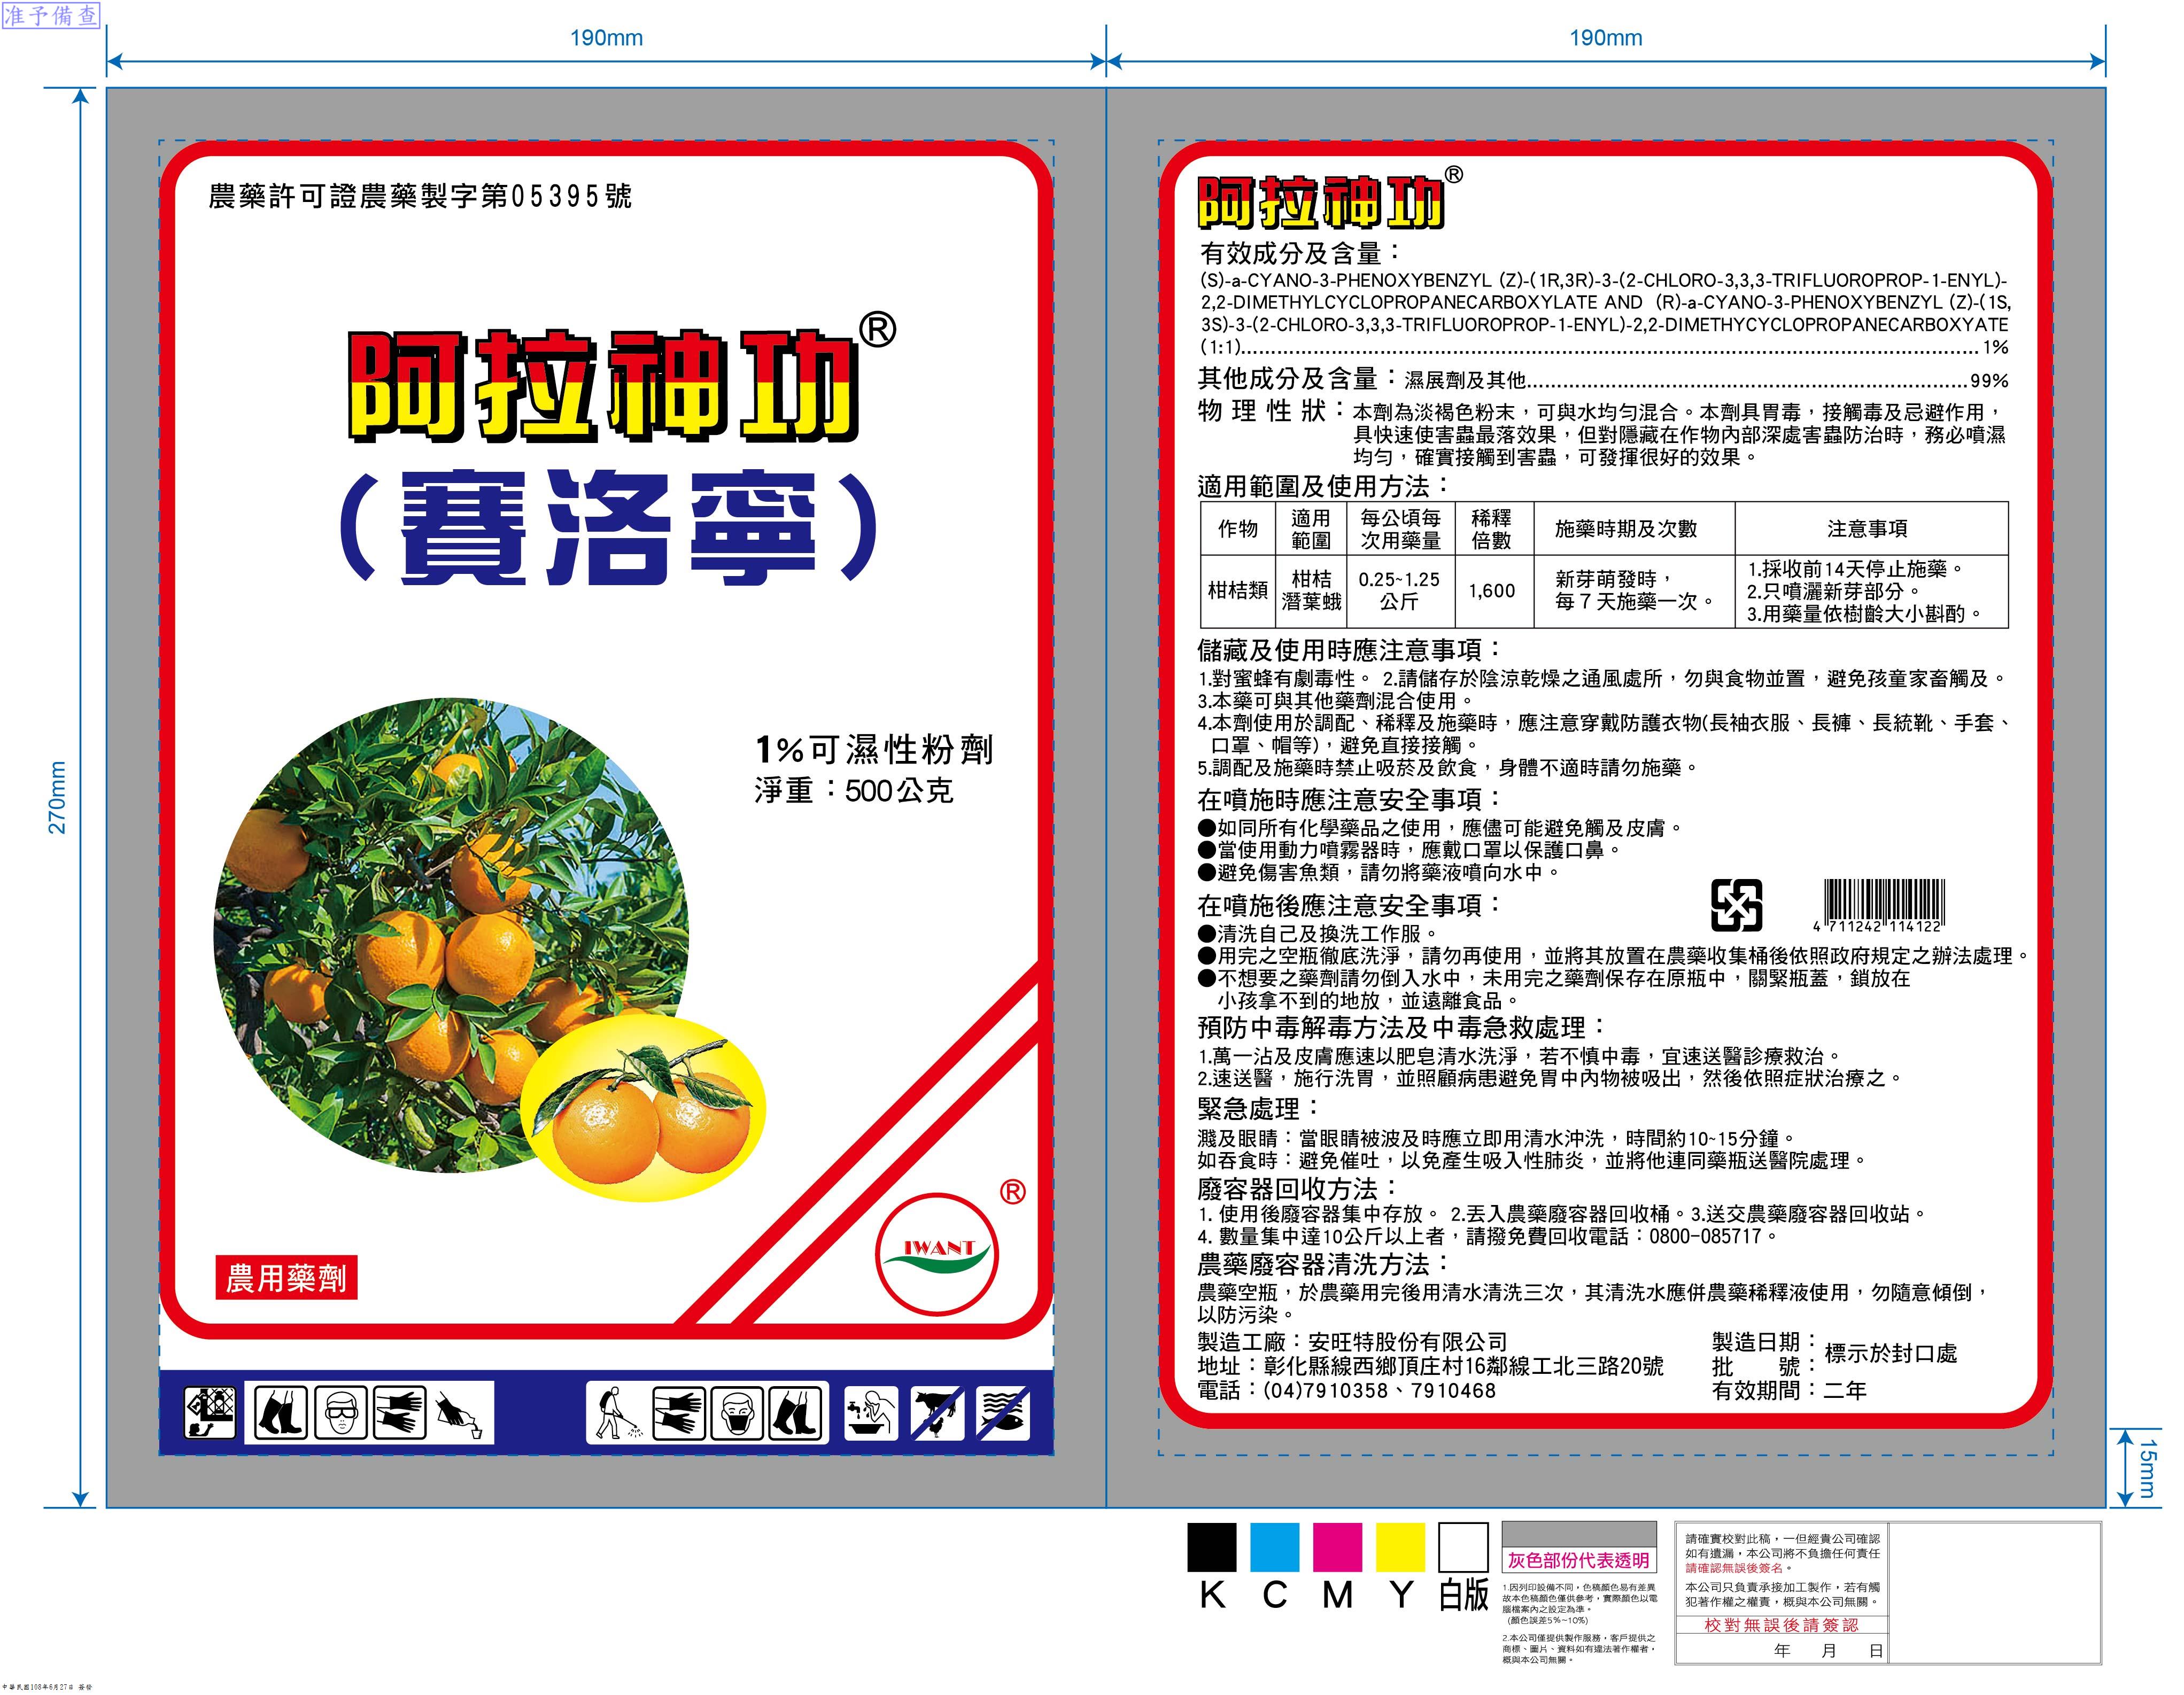 准予備查
190mm
190mm
270mm
農藥許可證農藥製字第05395號
阿拉神功®
(賽洛寧)
1%可濕性粉劑
淨重：500公克
®
IWANT
農用藥劑
阿拉神功®
有效成分及含量：
(S)-a-CYANO-3-PHENOXYBENZYL (Z)-(1R,3R)-3-(2-CHLORO-3,3,3-TRIFLUOROPROP-1-ENYL)-
2,2-DIMETHYLCYCLOPROPANECARBOXYLATE AND (R)-a-CYANO-3-PHENOXYBENZYL (Z)-(1S,
3S)-3-(2-CHLORO-3,3,3-TRIFLUOROPROP-1-ENYL)-2,2-DIMETHYCYCLOPROPANECARBOXYATE
(1:1)........................................1%
其他成分及含量：濕展劑及其他........................................99%
物理性狀：本劑為淡褐色粉末，可與水均勻混合。本劑具胃毒，接觸毒及忌避作用，
具快速使害蟲最落效果，但對隱藏在作物內部深處害蟲防治時，務必噴濕
均勻，確實接觸到害蟲，可發揮很好的效果。
適用範圍及使用方法：
作物 適用範圍 每公頃每次用藥量 稀釋倍數 施藥時期及次數 注意事項
柑桔類 柑桔潛葉蛾 0.25~1.25公斤 1,600 新芽萌發時，每7天施藥一次。
1.採收前14天停止施藥。
2.只噴灑新芽部分。
3.用藥量依樹齡大小斟酌。
儲藏及使用時應注意事項：
1.對蜜蜂有劇毒性。 2.請儲存於陰涼乾燥之通風處所，勿與食物並置，避免孩童家畜觸及。
3.本藥可與其他藥劑混合使用。
4.本劑使用於調配、稀釋及施藥時，應注意穿戴防護衣物(長袖衣服、長褲、長統靴、手套、
口罩、帽等)，避免直接接觸。
5.調配及施藥時禁止吸菸及飲食，身體不適時請勿施藥。
在噴施時應注意安全事項：
●如同所有化學藥品之使用，應儘可能避免觸及皮膚。
●當使用動力噴霧器時，應戴口罩以保護口鼻。
●避免傷害魚類，請勿將藥液噴向水中。
在噴施後應注意安全事項：
4 711242 114122
●清洗自己及換洗工作服。
●用完之空瓶徹底洗淨，請勿再使用，並將其放置在農藥收集桶後依照政府規定之辦法處理。
●不想要之藥劑請勿倒入水中，未用完之藥劑保存在原瓶中，關緊瓶蓋，鎖放在
小孩拿不到的地放，並遠離食品。
預防中毒解毒方法及中毒急救處理：
1.萬一沾及皮膚應速以肥皂清水洗淨，若不慎中毒，宜速送醫診療救治。
2.速送醫，施行洗胃，並照顧病患避免胃中內物被吸出，然後依照症狀治療之。
緊急處理：
濺及眼睛：當眼睛被波及時應立即用清水沖洗，時間約10~15分鐘。
如吞食時：避免催吐，以免產生吸入性肺炎，並將他連同藥瓶送醫院處理。
廢容器回收方法：
1. 使用後廢容器集中存放。 2.丟入農藥廢容器回收桶。3.送交農藥廢容器回收站。
4. 數量集中達10公斤以上者，請撥免費回收電話：0800-085717。
農藥廢容器清洗方法：
農藥空瓶，於農藥用完後用清水清洗三次，其清洗水應併農藥稀釋液使用，勿隨意傾倒，
以防污染。
製造工廠：安旺特股份有限公司
地址：彰化縣線西鄉頂庄村16鄰線工北三路20號
電話：(04)7910358、7910468
製造日期：
批　　號：標示於封口處
有效期間：二年
15mm
K C M Y 白版
灰色部份代表透明
1.因列印設備不同，色稿顏色易有差異
故本色稿顏色僅供參考，實際顏色以電
腦檔案內之設定為準。
(顏色誤差5%~10%)
2.本公司僅提供製作服務，客戶提供之
商標、圖片、資料如有違法著作權者，
概與本公司無關。
請確實校對此稿，一但經貴公司確認
如有遺漏，本公司將不負擔任何責任
請確認無誤後簽名。
本公司只負責承接加工製作，若有觸
犯著作權之權責，概與本公司無關。
校對無誤後請簽認
年 月 日
中華民國108年6月27日 簽發